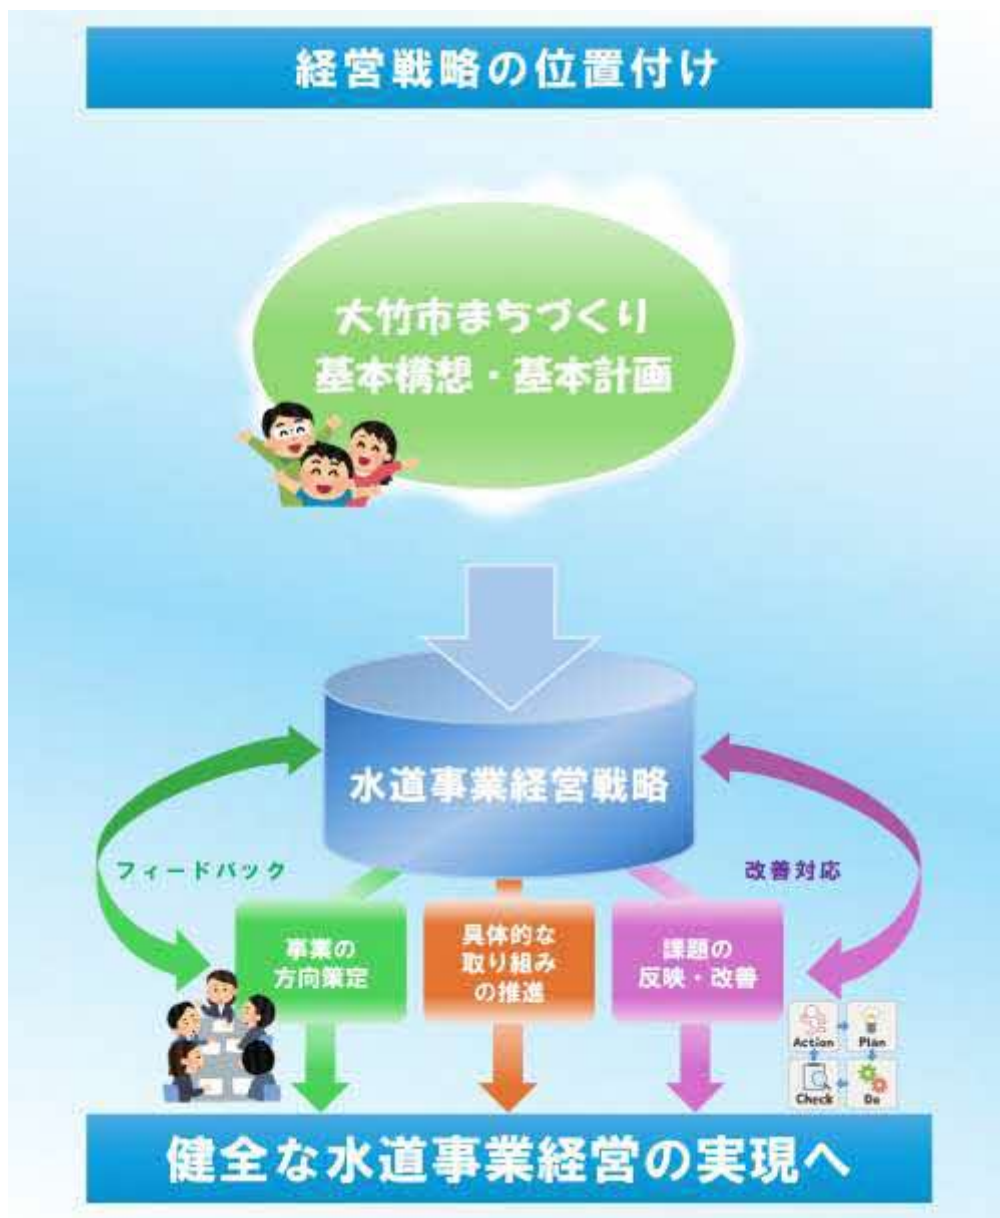 経営戦略の位置付け
大竹市まちづくり
基本構想・基本計画
水道事業経営戦略
フィードバック
改善対応
事業の
方向策定
具体的な
取り組み
の推進
課題の
反映・改善
Action
Plan
Check
Do
健全な水道事業経営の実現へ